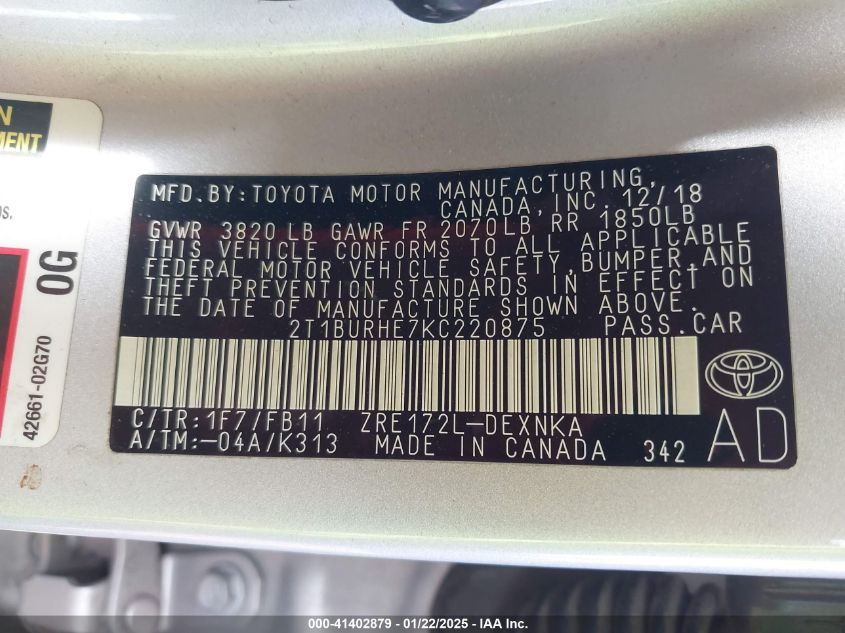 N
MENT
OS.
0G
42661-02G70
MFD. BY: TOYOTA MOTOR MANUFACTURING,
CANADA, INC. 12/18
GVWR 3820 LB GAWR FR 2070LB RR 1850LB
THIS VEHICLE CONFORMS TO ALL APPLICABLE
FEDERAL MOTOR VEHICLE SAFETY, BUMPER, AND
THEFT PREVENTION STANDARDS IN EFFECT ON
THE DATE OF MANUFACTURE SHOWN ABOVE.
2T1BURHE7KC220875 PASS.CAR
C/TR:1F7/FB11 ZRE172L-DEXNKA
A/TM:-04A/K313 MADE IN CANADA 342
AD
000-41402879 - 01/22/2025 - IAA Inc.